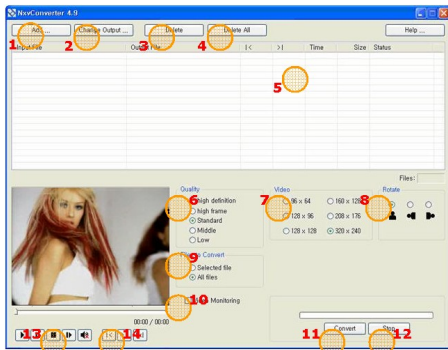 NxvConverter 4.9
Add ... Change Output ... Delete Delete All Help ...
1 2 3 4
Input File Output File |< >| Time Size Status
5
Files:
Quality Video Rotate
6 7 8
high definition 96 x 64 160 x 128
high frame
Standard 128 x 96 208 x 176
Middle
Low 128 x 128 320 x 240
Convert
9
Selected file
All files
10 Monitoring
00:00 / 00:00
11 12
Convert Stop
13 14
|<